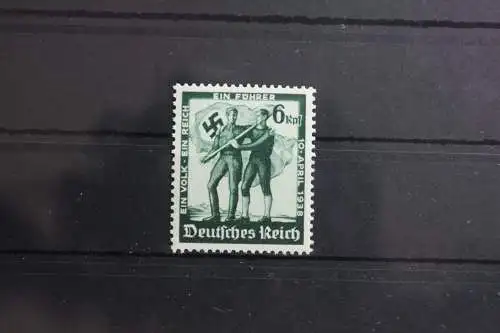 EIN VOLK · EIN REICH
EIN FÜHRER
10 · APRIL 1938
6 Rpf
Deutsches Reich